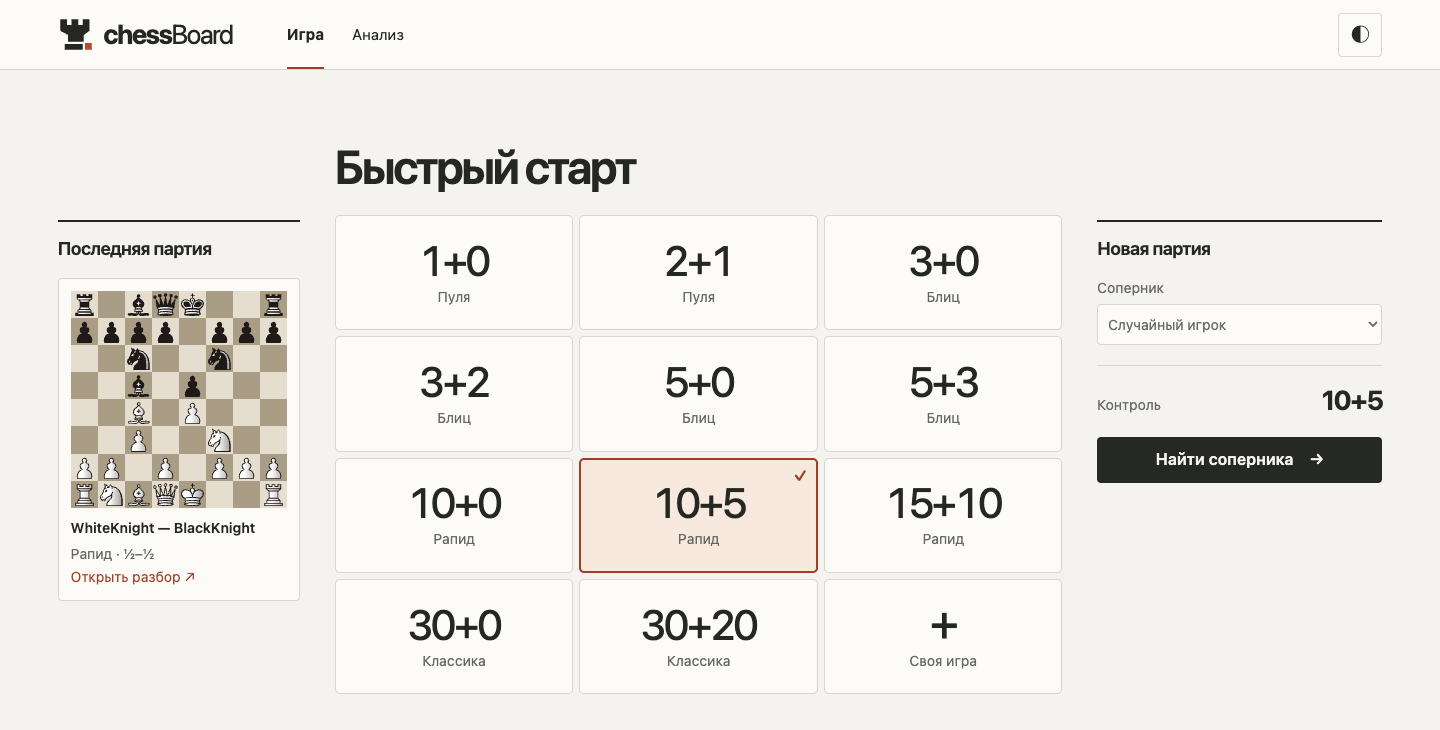 chessBoard
Игра
Анализ
Быстрый старт
Последняя партия
WhiteKnight — BlackKnight
Рапид · ½–½
Открыть разбор ↗
1+0
Пуля
2+1
Пуля
3+0
Блиц
3+2
Блиц
5+0
Блиц
5+3
Блиц
10+0
Рапид
10+5
Рапид
15+10
Рапид
30+0
Классика
30+20
Классика
+
Своя игра
Новая партия
Соперник
Случайный игрок
Контроль 10+5
Найти соперника →